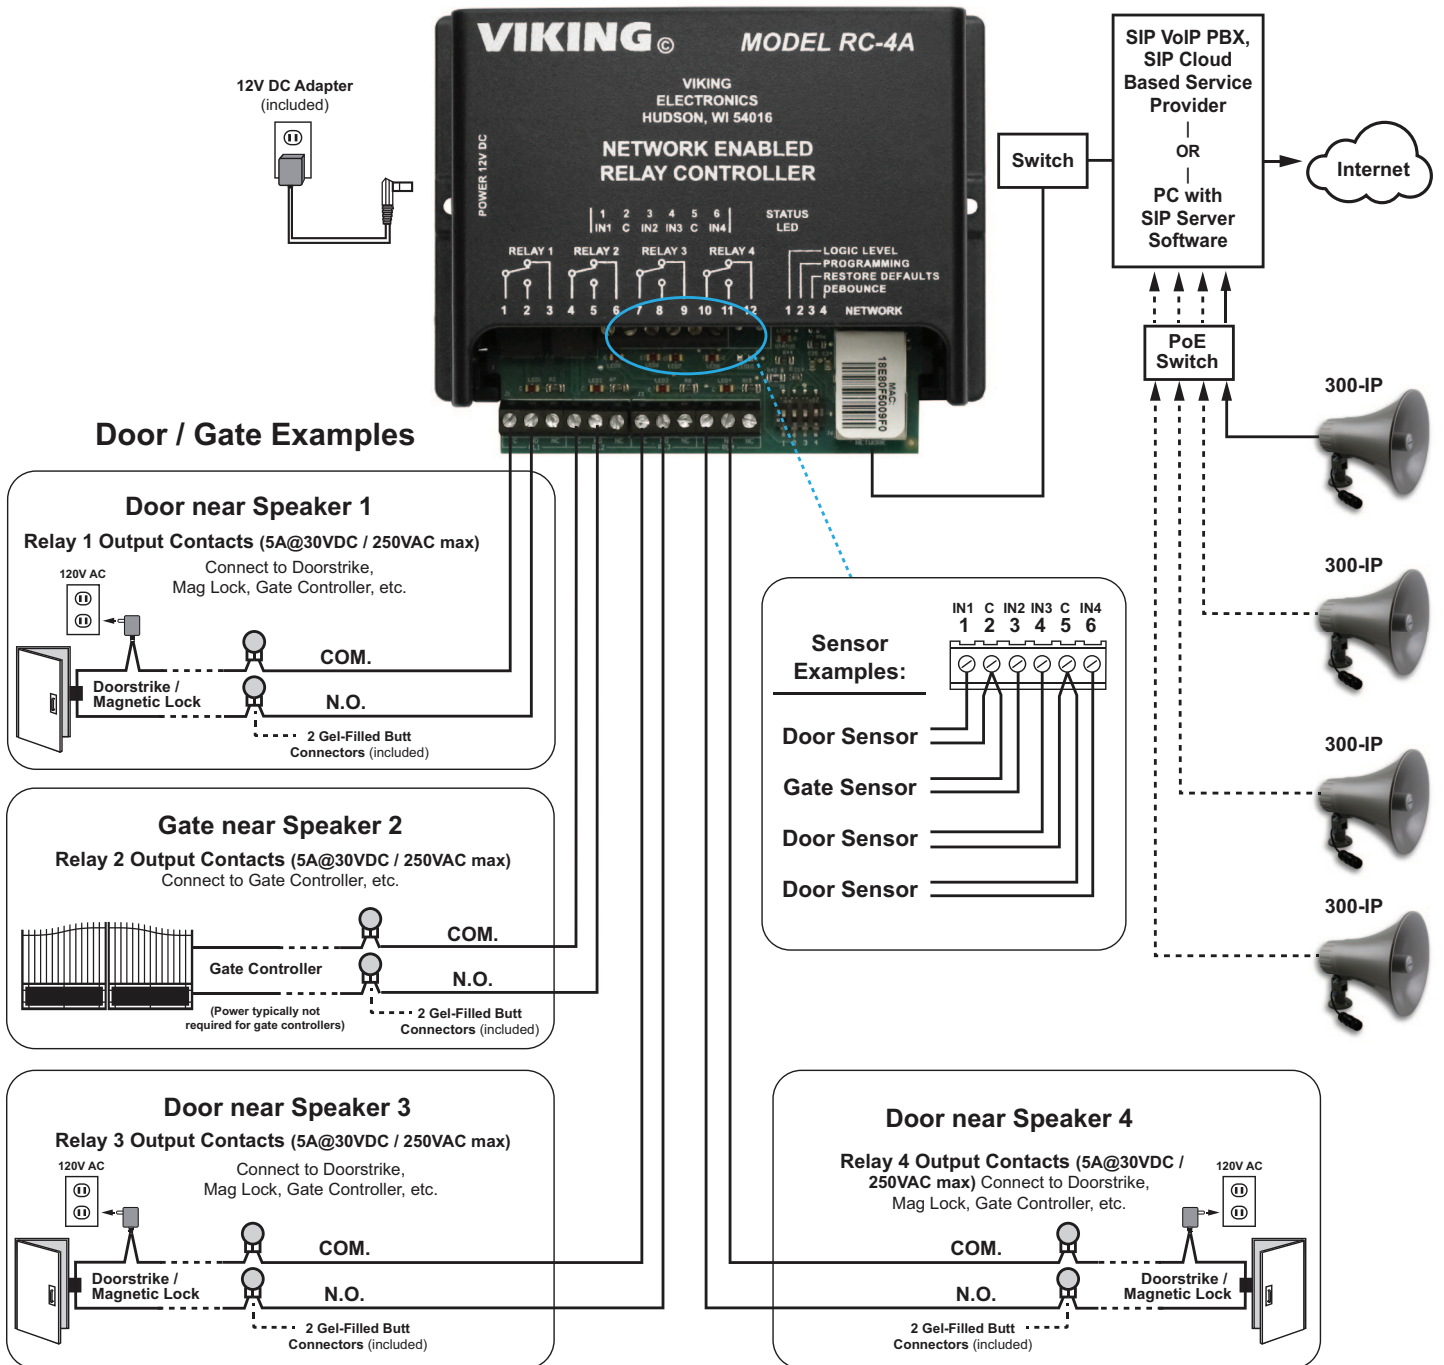 VIKING ©
MODEL RC-4A
VIKING
ELECTRONICS
HUDSON, WI 54016
NETWORK ENABLED
RELAY CONTROLLER
POWER 12V DC
1 2 3 4 5 6
IN1 C IN2 IN3 C IN4
STATUS
LED
RELAY 1 RELAY 2 RELAY 3 RELAY 4
LOGIC LEVEL
PROGRAMMING
RESTORE DEFAULTS
DEBOUNCE
1 2 3 4 5 6 7 8 9 10 11 12
1 2 3 4
NETWORK
MAC:
18E80F5009F0
12V DC Adapter
(included)
Switch
SIP VoIP PBX,
SIP Cloud
Based Service
Provider
OR
PC with
SIP Server
Software
Internet
PoE
Switch
300-IP
300-IP
300-IP
300-IP
Door / Gate Examples
Door near Speaker 1
Relay 1 Output Contacts (5A@30VDC / 250VAC max)
Connect to Doorstrike,
Mag Lock, Gate Controller, etc.
120V AC
COM.
Doorstrike /
Magnetic Lock
N.O.
2 Gel-Filled Butt
Connectors (included)
Gate near Speaker 2
Relay 2 Output Contacts (5A@30VDC / 250VAC max)
Connect to Gate Controller, etc.
COM.
Gate Controller
N.O.
(Power typically not
required for gate controllers)
2 Gel-Filled Butt
Connectors (included)
Door near Speaker 3
Relay 3 Output Contacts (5A@30VDC / 250VAC max)
120V AC
Connect to Doorstrike,
Mag Lock, Gate Controller, etc.
COM.
Doorstrike /
Magnetic Lock
N.O.
2 Gel-Filled Butt
Connectors (included)
Sensor
Examples:
IN1 C IN2 IN3 C IN4
1 2 3 4 5 6
Door Sensor
Gate Sensor
Door Sensor
Door Sensor
Door near Speaker 4
Relay 4 Output Contacts (5A@30VDC /
250VAC max) Connect to Doorstrike,
Mag Lock, Gate Controller, etc.
120V AC
COM.
Doorstrike /
Magnetic Lock
N.O.
2 Gel-Filled Butt
Connectors (included)